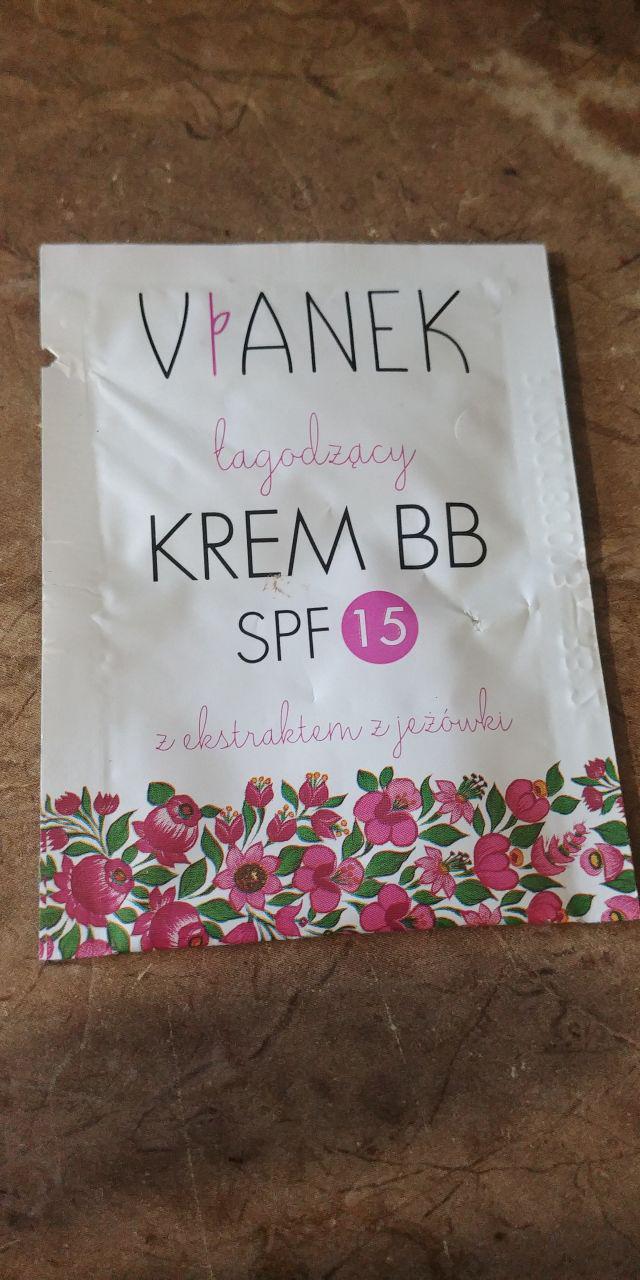 VIANEK
łagodzący
KREM BB
SPF 15
z ekstraktem z jeżówki